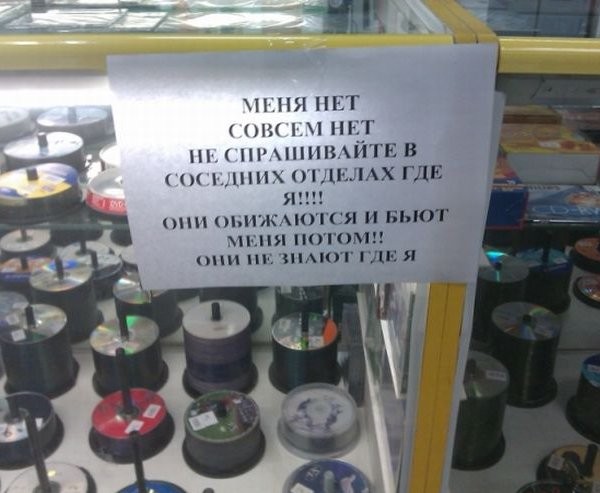 МЕНЯ НЕТ
СОВСЕМ НЕТ
НЕ СПРАШИВАЙТЕ В
СОСЕДНИХ ОТДЕЛАХ ГДЕ
Я!!!!
ОНИ ОБИЖАЮТСЯ И БЬЮТ
МЕНЯ ПОТОМ!!
ОНИ НЕ ЗНАЮТ ГДЕ Я